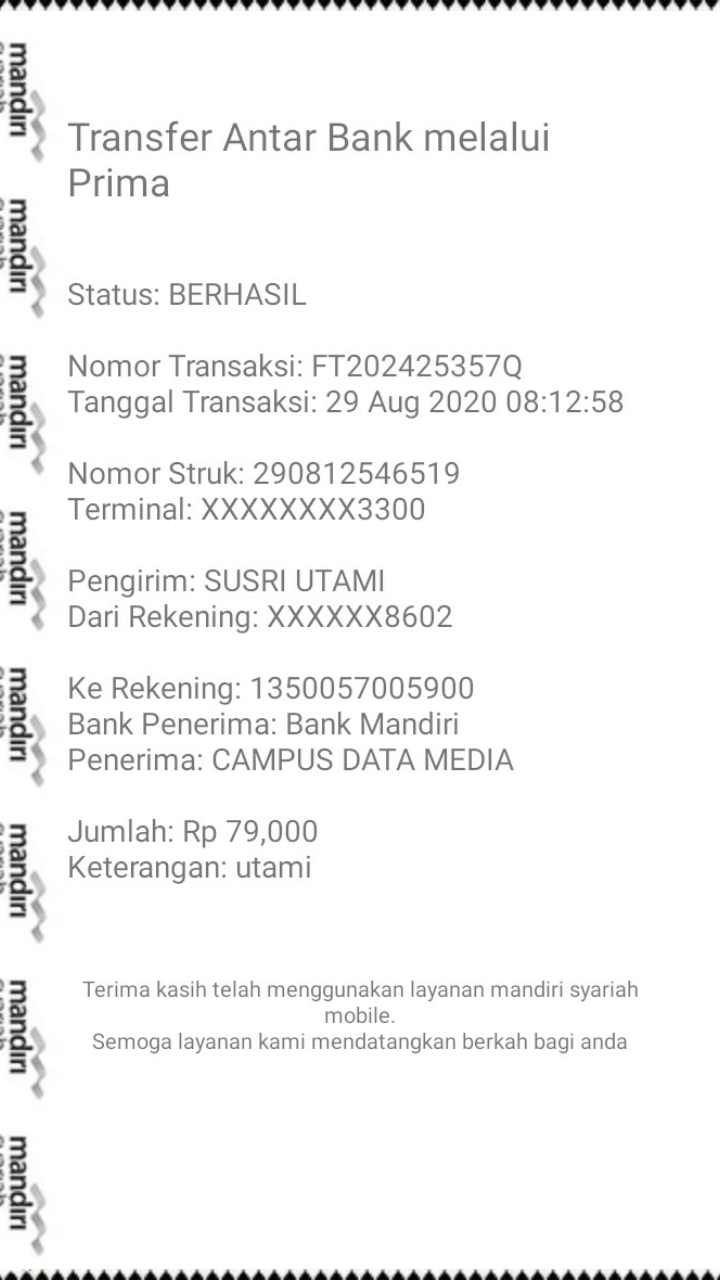 Transfer Antar Bank melalui
Prima
Status: BERHASIL
Nomor Transaksi: FT202425357Q
Tanggal Transaksi: 29 Aug 2020 08:12:58
Nomor Struk: 290812546519
Terminal: XXXXXXXX3300
Pengirim: SUSRI UTAMI
Dari Rekening: XXXXXX8602
Ke Rekening: 1350057005900
Bank Penerima: Bank Mandiri
Penerima: CAMPUS DATA MEDIA
Jumlah: Rp 79,000
Keterangan: utami
Terima kasih telah menggunakan layanan mandiri syariah
mobile.
Semoga layanan kami mendatangkan berkah bagi anda
mandiri
mandiri
mandiri
mandiri
mandiri
mandiri
mandiri
mandiri